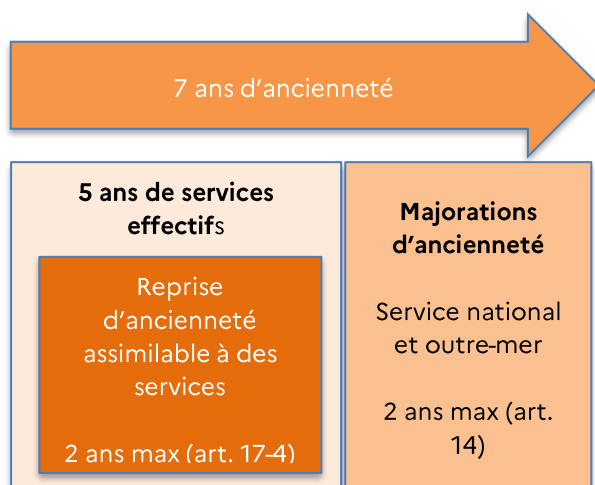 7 ans d’ancienneté
5 ans de services
effectifs
Reprise
d’ancienneté
assimilable à des
services
2 ans max (art. 17-4)
Majorations
d’ancienneté
Service national
et outre-mer
2 ans max (art.
14)